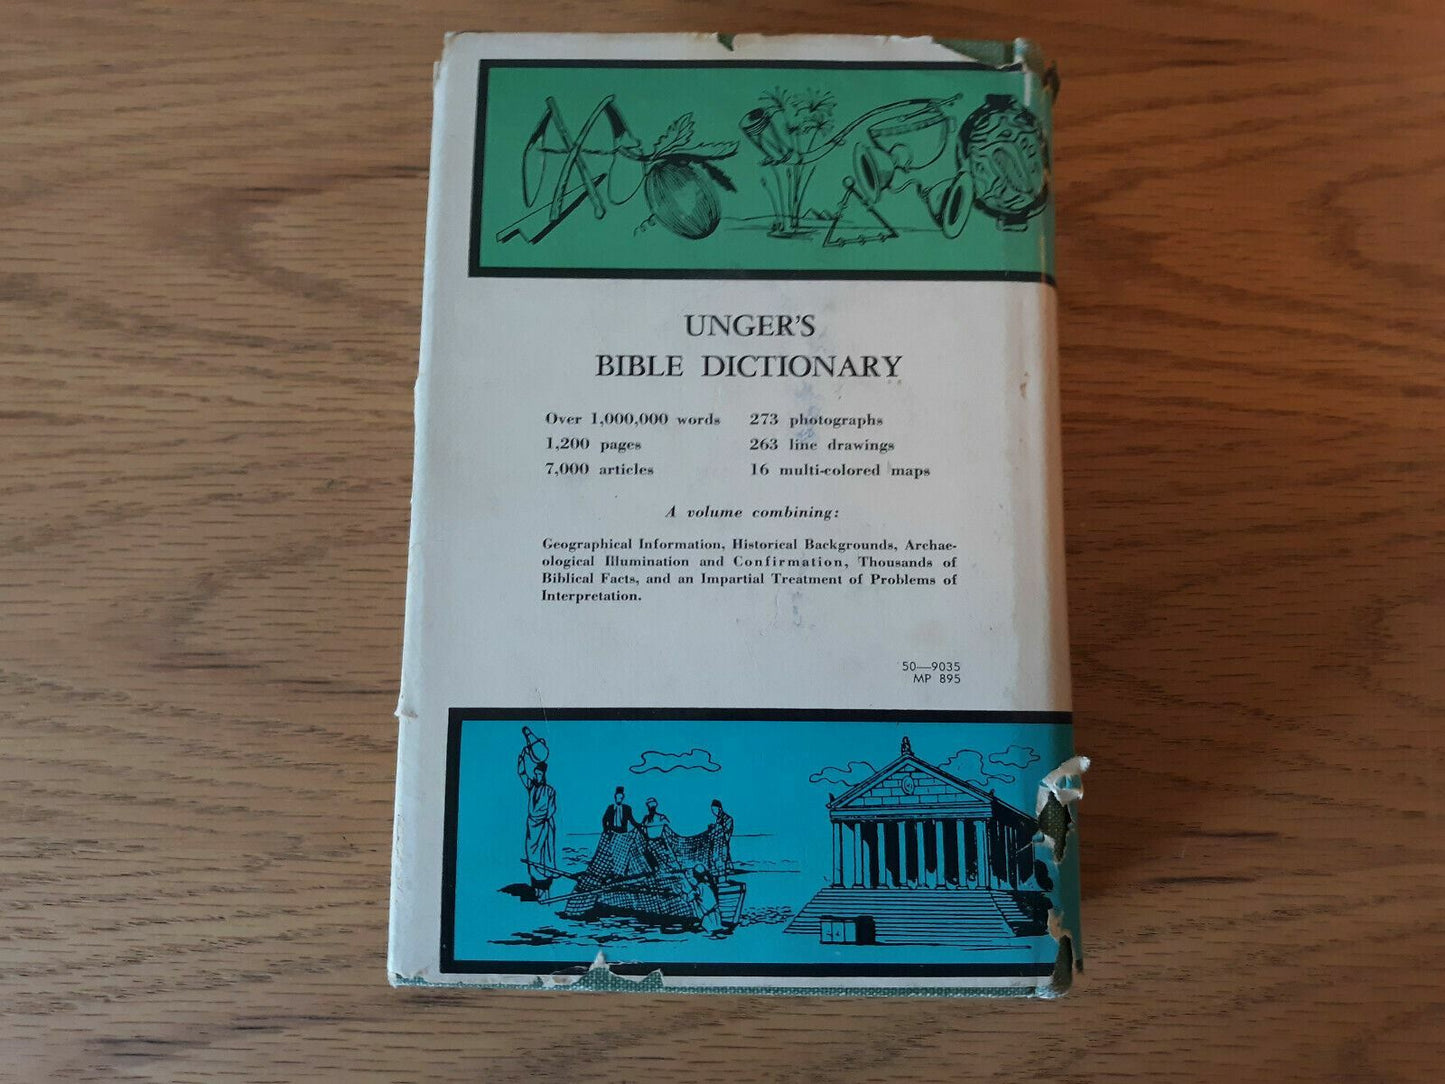 UNGER'S
BIBLE DICTIONARY
Over 1,000,000 words 273 photographs
1,200 pages 263 line drawings
7,000 articles 16 multi-colored maps
A volume combining:
Geographical Information, Historical Backgrounds, Archae-
ological Illumination and Confirmation, Thousands of
Biblical Facts, and an Impartial Treatment of Problems of
Interpretation.
50—9035
MP 895